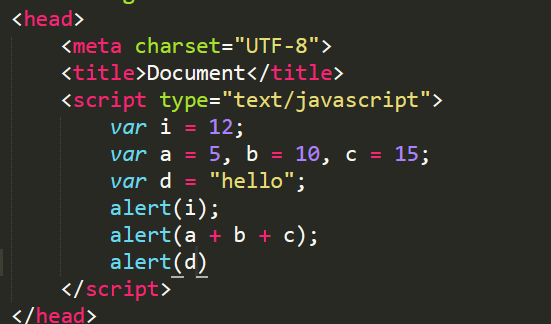 <head>
    <meta charset="UTF-8">
    <title>Document</title>
    <script type="text/javascript">
        var i = 12;
        var a = 5, b = 10, c = 15;
        var d = "hello";
        alert(i);
        alert(a + b + c);
        alert(d)
    </script>
</head>